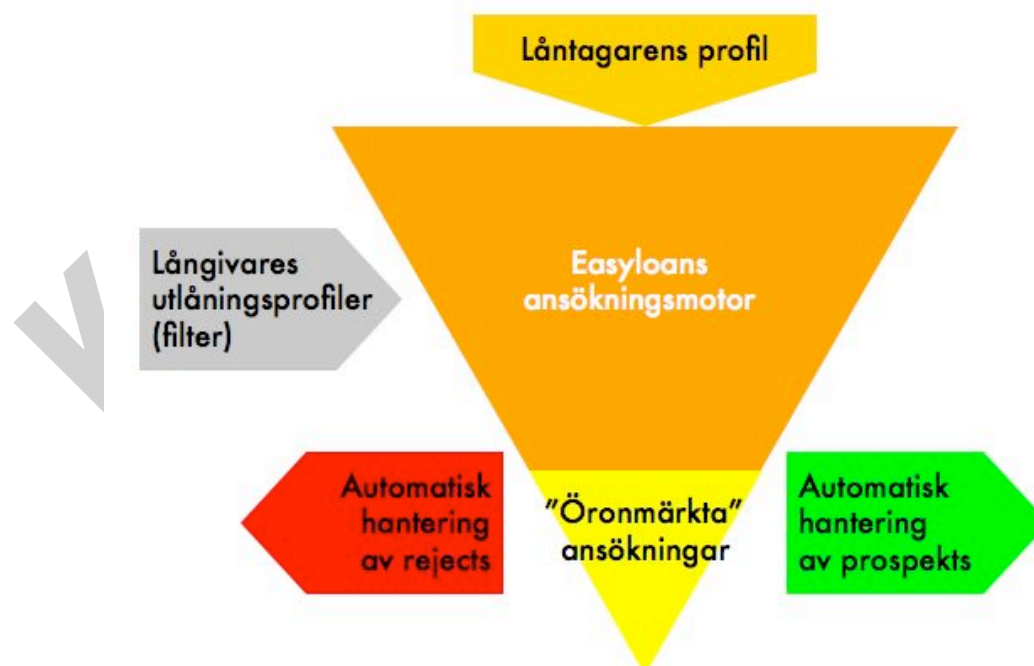 Låntagarens profil
Långivares
utlåningsprofiler
(filter)
Easyloans
ansökningsmotor
Automatisk
hantering
av rejects
”Öronmärkta”
ansökningar
Automatisk
hantering
av prospekts